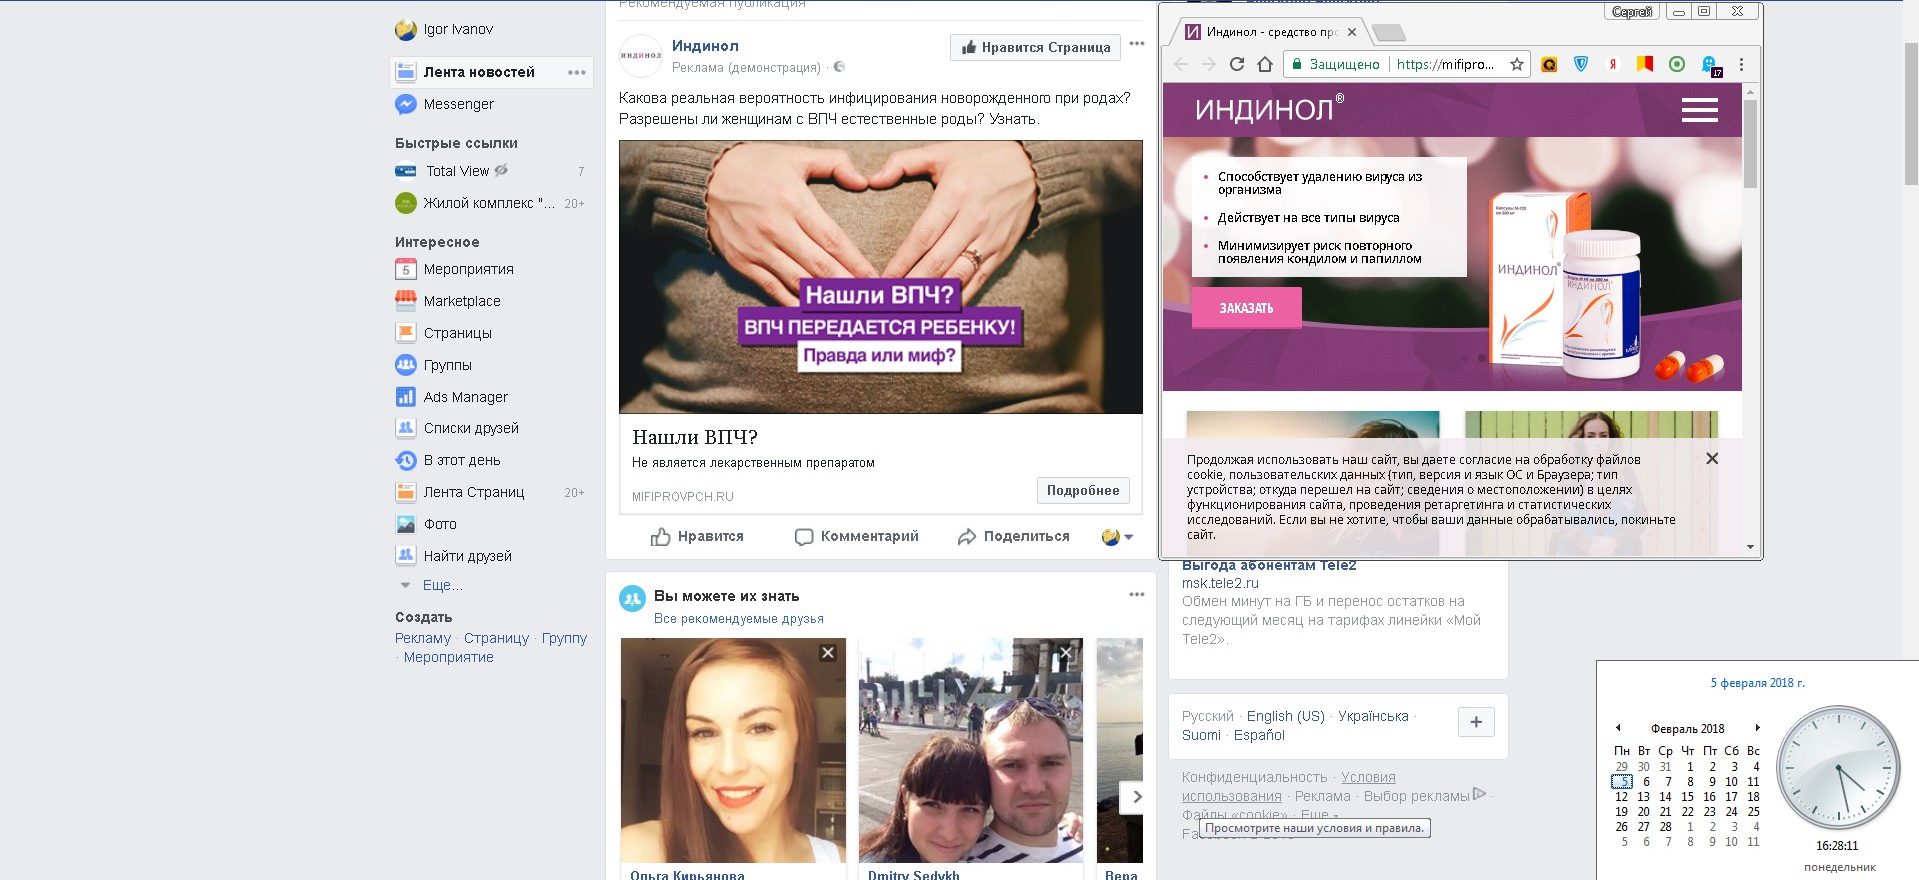 Рекомендуемая публикация
Igor Ivanov
Лента новостей
Messenger
Быстрые ссылки
Total View 7
Жилой комплекс "... 20+
Интересное
5 Мероприятия
Marketplace
Страницы
Группы
Ads Manager
Списки друзей
В этот день
Лента Страниц 20+
Фото
Найти друзей
Еще...
Создать
Рекламу · Страницу · Группу
· Мероприятие
индинол
Индинол
Реклама (демонстрация) ·
Нравится Страница
Какова реальная вероятность инфицирования новорожденного при родах?
Разрешены ли женщинам с ВПЧ естественные роды? Узнать.
Нашли ВПЧ?
ВПЧ ПЕРЕДАЕТСЯ РЕБЕНКУ!
Правда или миф?
Нашли ВПЧ?
Не является лекарственным препаратом
MIFIPROVPCH.RU
Подробнее
Нравится
Комментарий
Поделиться
Вы можете их знать
Все рекомендуемые друзья
Ольга Кирьянова
Dmitry Sedykh
Вера
Сергей
Индинол - средство про
Защищено
https://mifipro...
Я
17
ИНДИНОЛ®
• Способствует удалению вируса из
организма
• Действует на все типы вируса
• Минимизирует риск повторного
появления кондилом и папиллом
ЗАКАЗАТЬ
ИНДИНОЛ®
ИНДИНОЛ
Продолжая использовать наш сайт, вы даете согласие на обработку файлов
cookie, пользовательских данных (тип, версия и язык ОС и Браузера; тип
устройства; откуда перешел на сайт; сведения о местоположении) в целях
функционирования сайта, проведения ретаргетинга и статистических
исследований. Если вы не хотите, чтобы ваши данные обрабатывались, покиньте
сайт.
Выгода абонентам Tele2
msk.tele2.ru
Обмен минут на ГБ и перенос остатков на
следующий месяц на тарифах линейки «Мой
Tele2».
Русский · English (US) · Українська ·
Suomi · Español
Конфиденциальность · Условия
использования · Реклама · Выбор рекламы ·
Файлы «cookie» · Еще
Просмотрите наши условия и правила.
5 февраля 2018 г.
Февраль 2018
Пн Вт Ср Чт Пт Сб Вс
29 30 31 1 2 3 4
5 6 7 8 9 10 11
12 13 14 15 16 17 18
19 20 21 22 23 24 25
26 27 28 1 2 3 4
5 6 7 8 9 10 11
16:28:11
понедельник